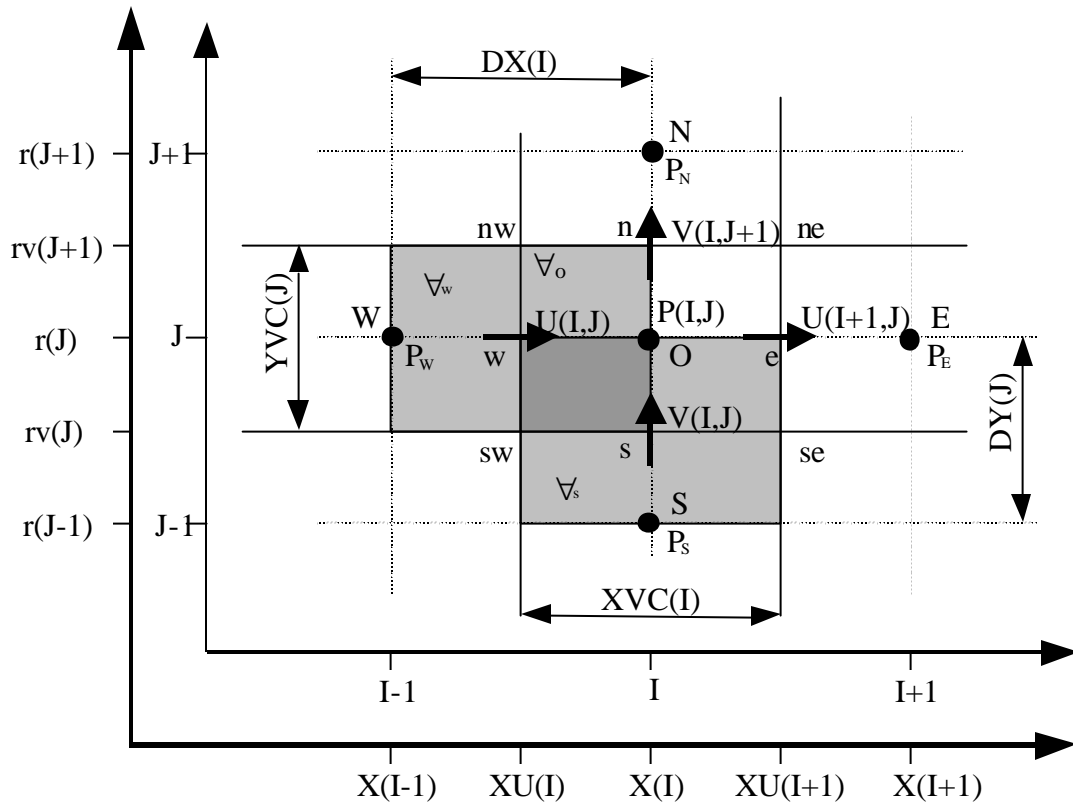 DX(I)
N
r(J+1) J+1
P_N
nw n V(I,J+1) ne
rv(J+1)
∀_w ∀_o
YVC(J)
W U(I,J) P(I,J) U(I+1,J) E
r(J) J
P_W w O e P_E
DY(J)
V(I,J)
rv(J)
sw s se
∀_s S
r(J-1) J-1
P_S
XVC(I)
I-1 I I+1
X(I-1) XU(I) X(I) XU(I+1) X(I+1)